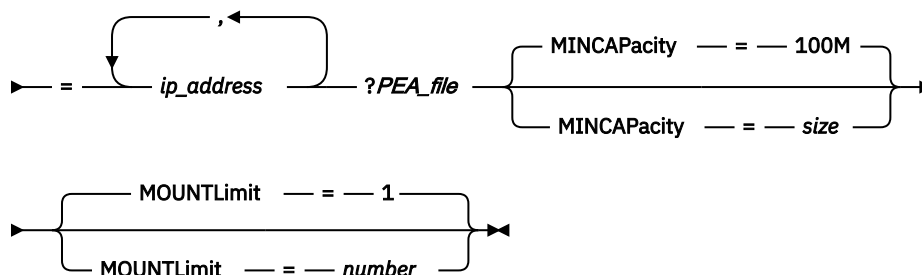 ,
= ip_address ?PEA_file MINCAPacity = 100M
MINCAPacity = size
MOUNTLimit = 1
MOUNTLimit = number